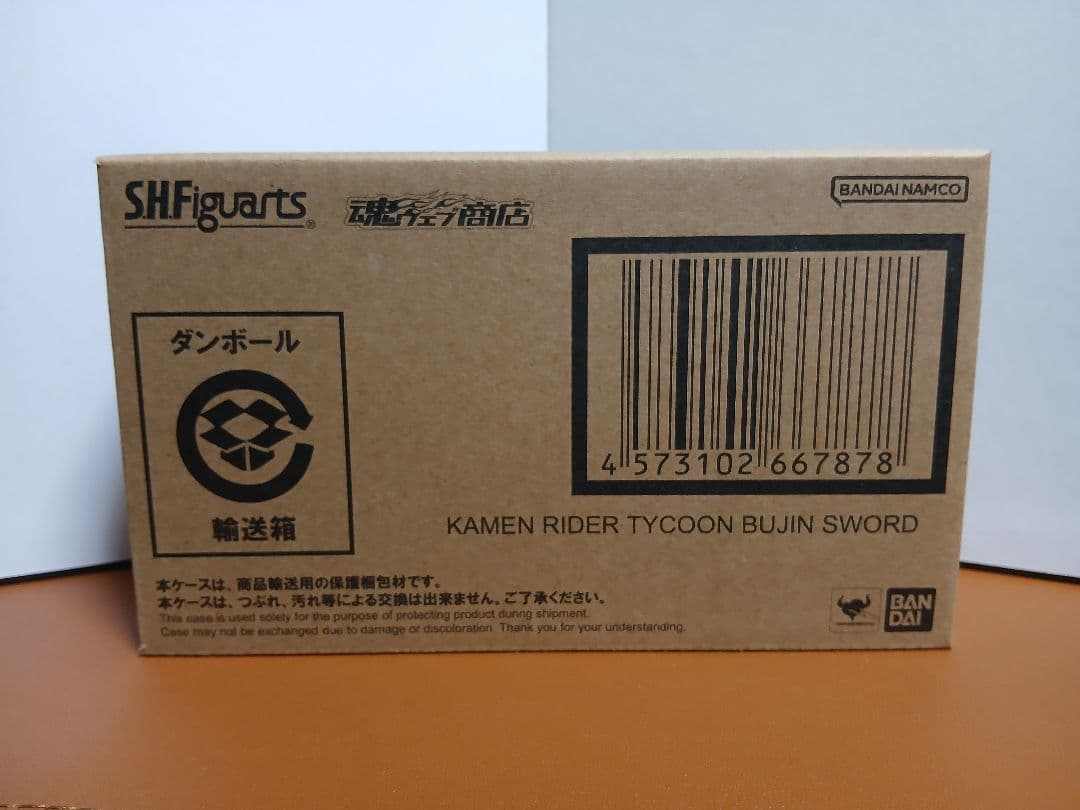 S.H.Figuarts®
魂ウェブ商店
BANDAI NAMCO
4 573102 667878
KAMEN RIDER TYCOON BUJIN SWORD
ダンボール
輸送箱
本ケースは、商品輸送用の保護梱包材です。
本ケースは、つぶれ、汚れ等による交換は出来ません。ご了承ください。
This case is used solely for the purpose of protecting product during shipment.
Case may not be exchanged due to damage or discoloration. Thank you for your understanding.
BAN
DAI